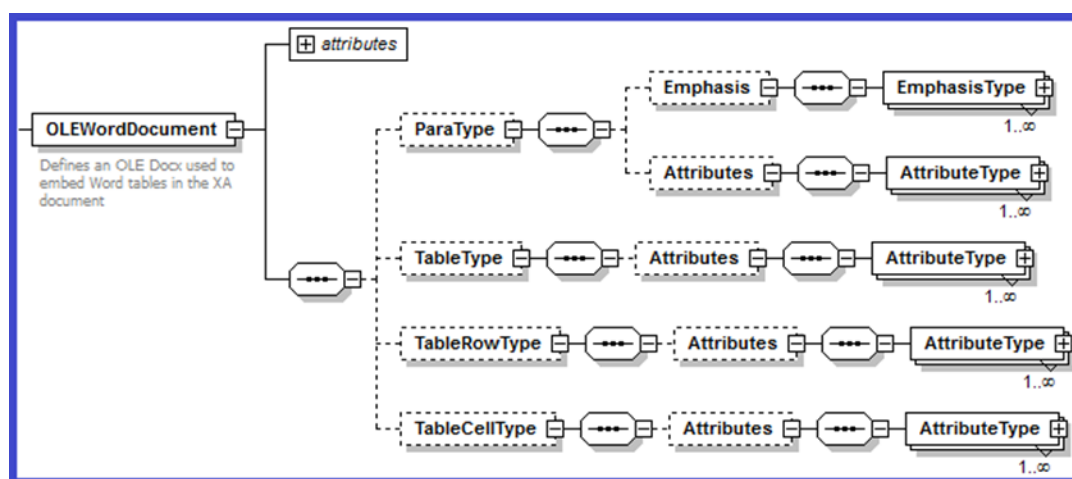 attributes
OLEWordDocument
Defines an OLE Docx used to
embed Word tables in the XA
document
ParaType
Emphasis
EmphasisType
1..∞
Attributes
AttributeType
1..∞
TableType
Attributes
AttributeType
1..∞
TableRowType
Attributes
AttributeType
1..∞
TableCellType
Attributes
AttributeType
1..∞